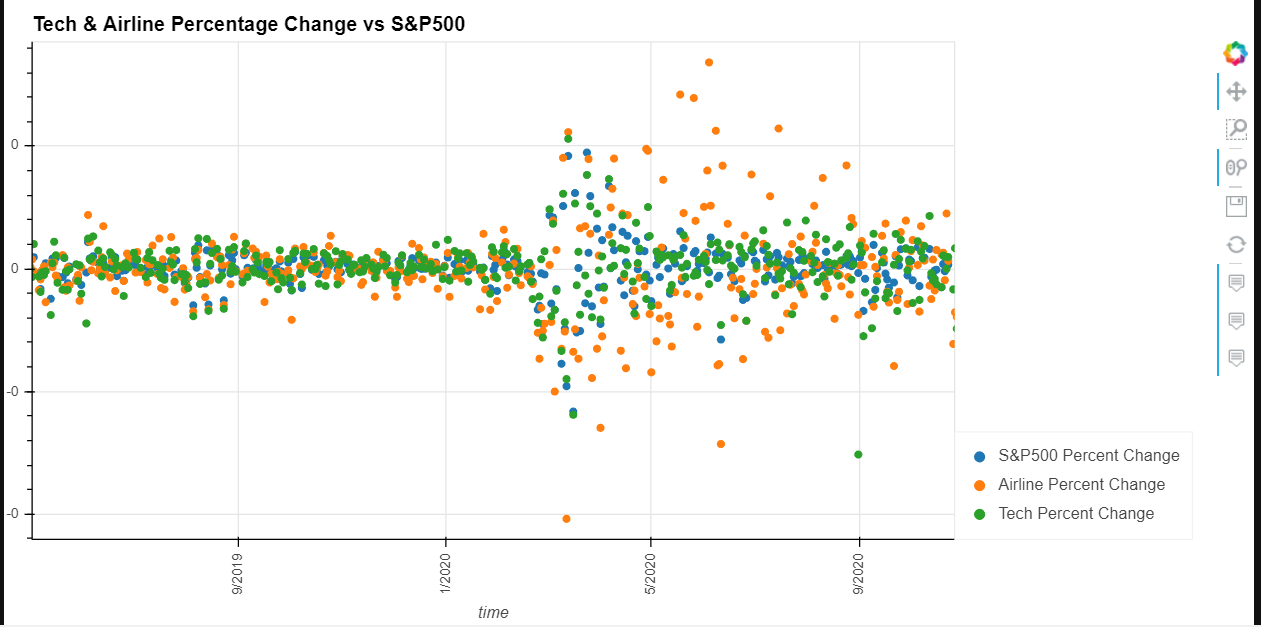 Tech & Airline Percentage Change vs S&P500
0
0
-0
-0
9/2019
1/2020
5/2020
9/2020
time
S&P500 Percent Change
Airline Percent Change
Tech Percent Change